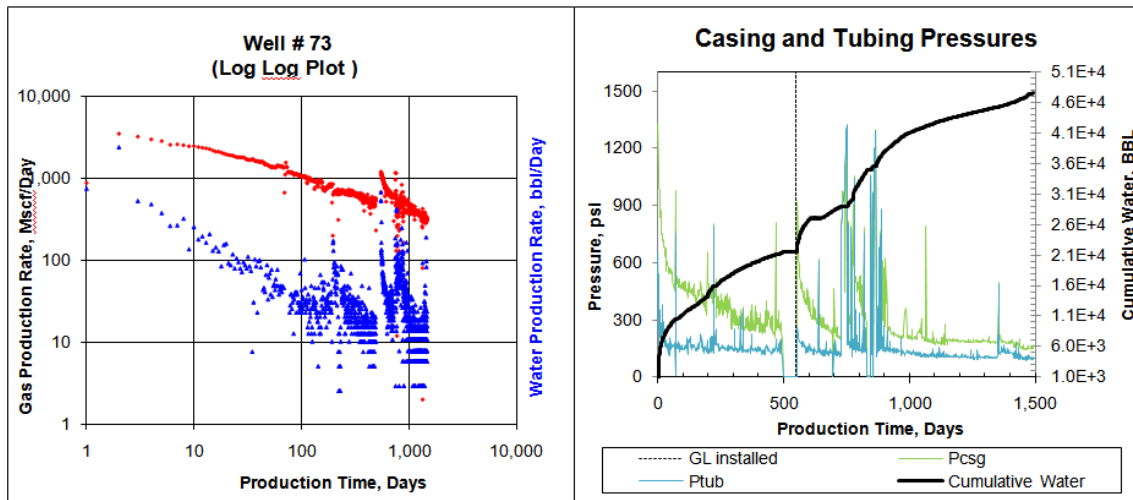 Well # 73
(Log Log Plot )
Gas Production Rate, Mscf/Day
10,000
,000
100
10
1
1
10
100
1,000
10,000
Production Time, Days
Water Production Rate, bbl/Day
Casing and Tubing Pressures
Pressure, psI
1500
1200
900
600
300
0
0
500
1,000
1,500
Production Time, Days
5.1E+4
4.6E+4
4.1E+4
3.6E+4
3.1E+4
2.6E+4
2.1E+4
1.6E+4
1.1E+4
6.0E+3
1.0E+3
Cumulative Water, BBL
GL installed
Pcsg
Ptub
Cumulative Water